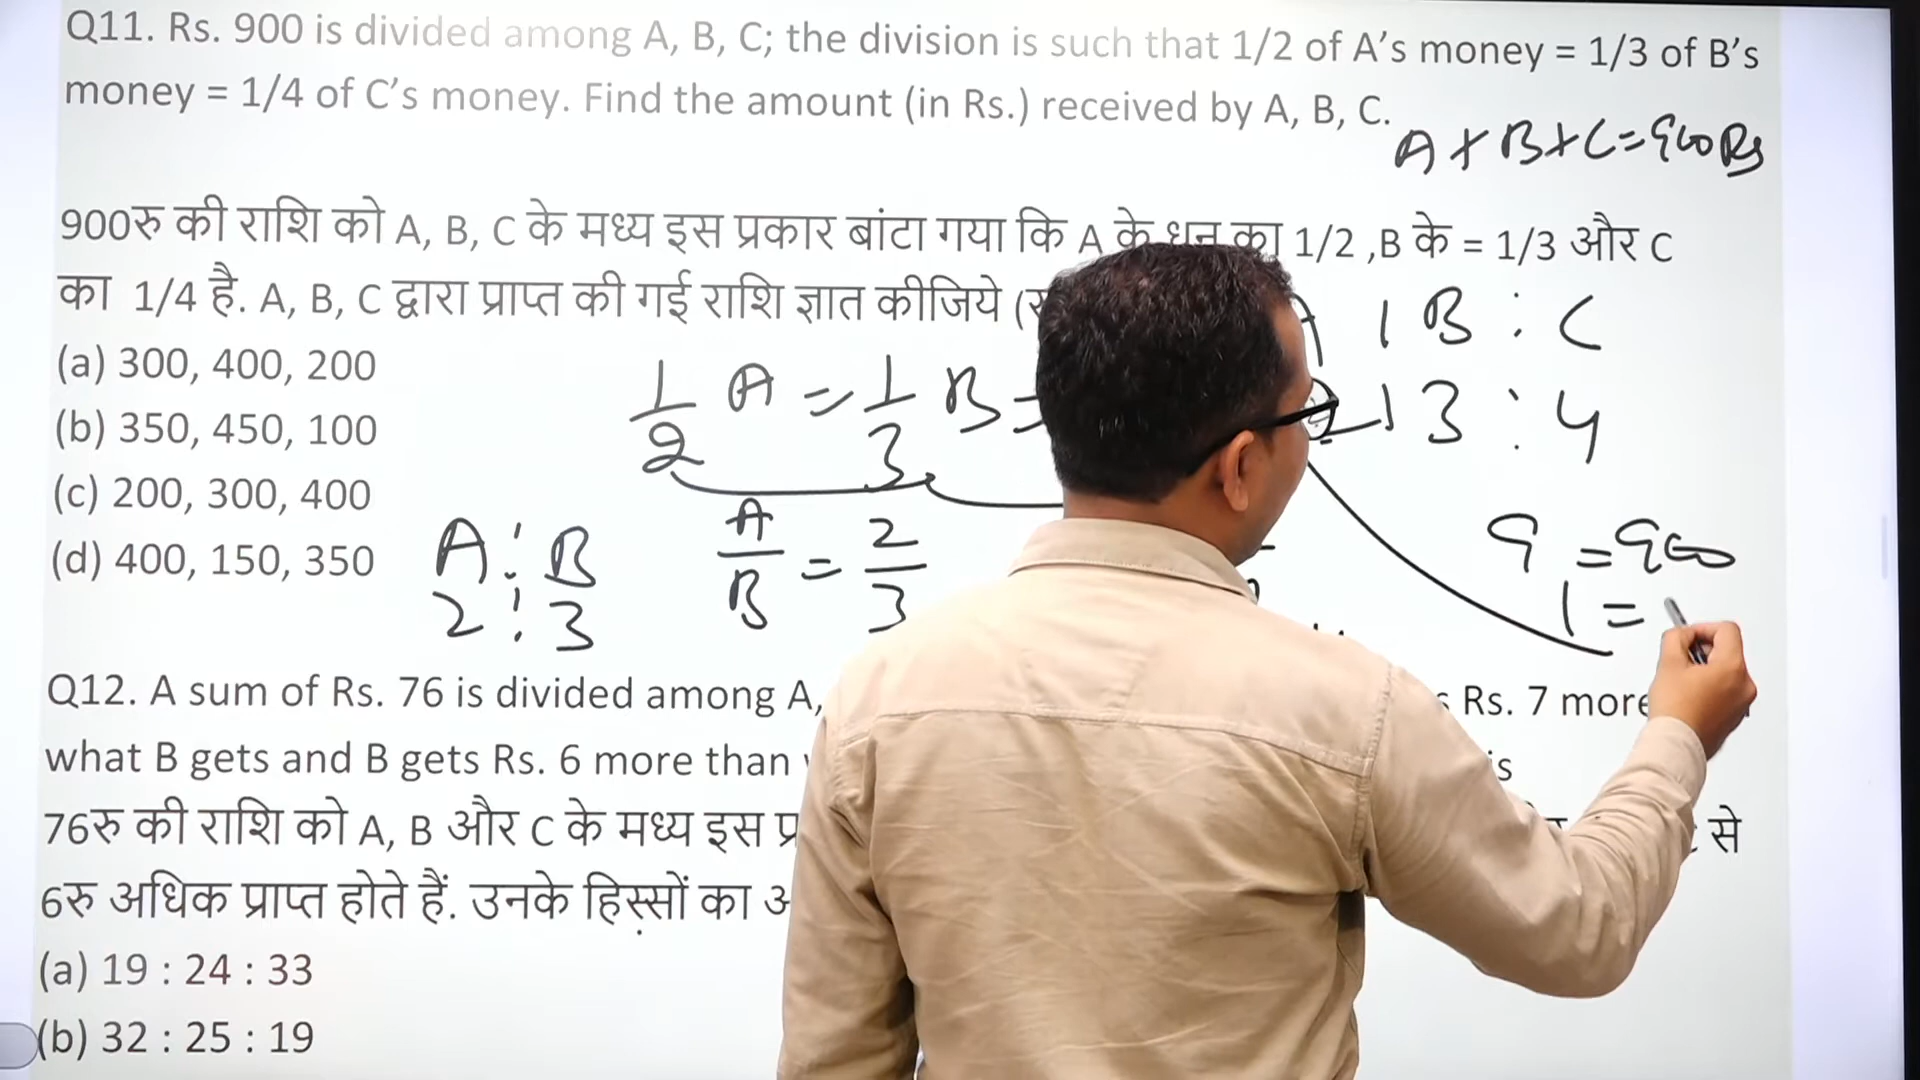 Q11. Rs. 900 is divided among A, B, C; the division is such that 1/2 of A’s money = 1/3 of B’s
money = 1/4 of C’s money. Find the amount (in Rs.) received by A, B, C.
A + B + C = 900 Rs
900रु की राशि को A, B, C के मध्य इस प्रकार बांटा गया कि A के धन का 1/2 ,B के = 1/3 और C
का 1/4 है. A, B, C द्वारा प्राप्त की गई राशि ज्ञात कीजिये
B : C
(a) 300, 400, 200
1/2 A = 1/3 B =
2 3 : 4
(b) 350, 450, 100
(c) 200, 300, 400
9 = 900
(d) 400, 150, 350
A : B
A/B = 2/3
1 =
2 : 3
Q12. A sum of Rs. 76 is divided among A, Rs. 7 more
what B gets and B gets Rs. 6 more than is
76रु की राशि को A, B और C के मध्य इस से
6रु अधिक प्राप्त होते हैं. उनके हिस्सों का
(a) 19 : 24 : 33
(b) 32 : 25 : 19